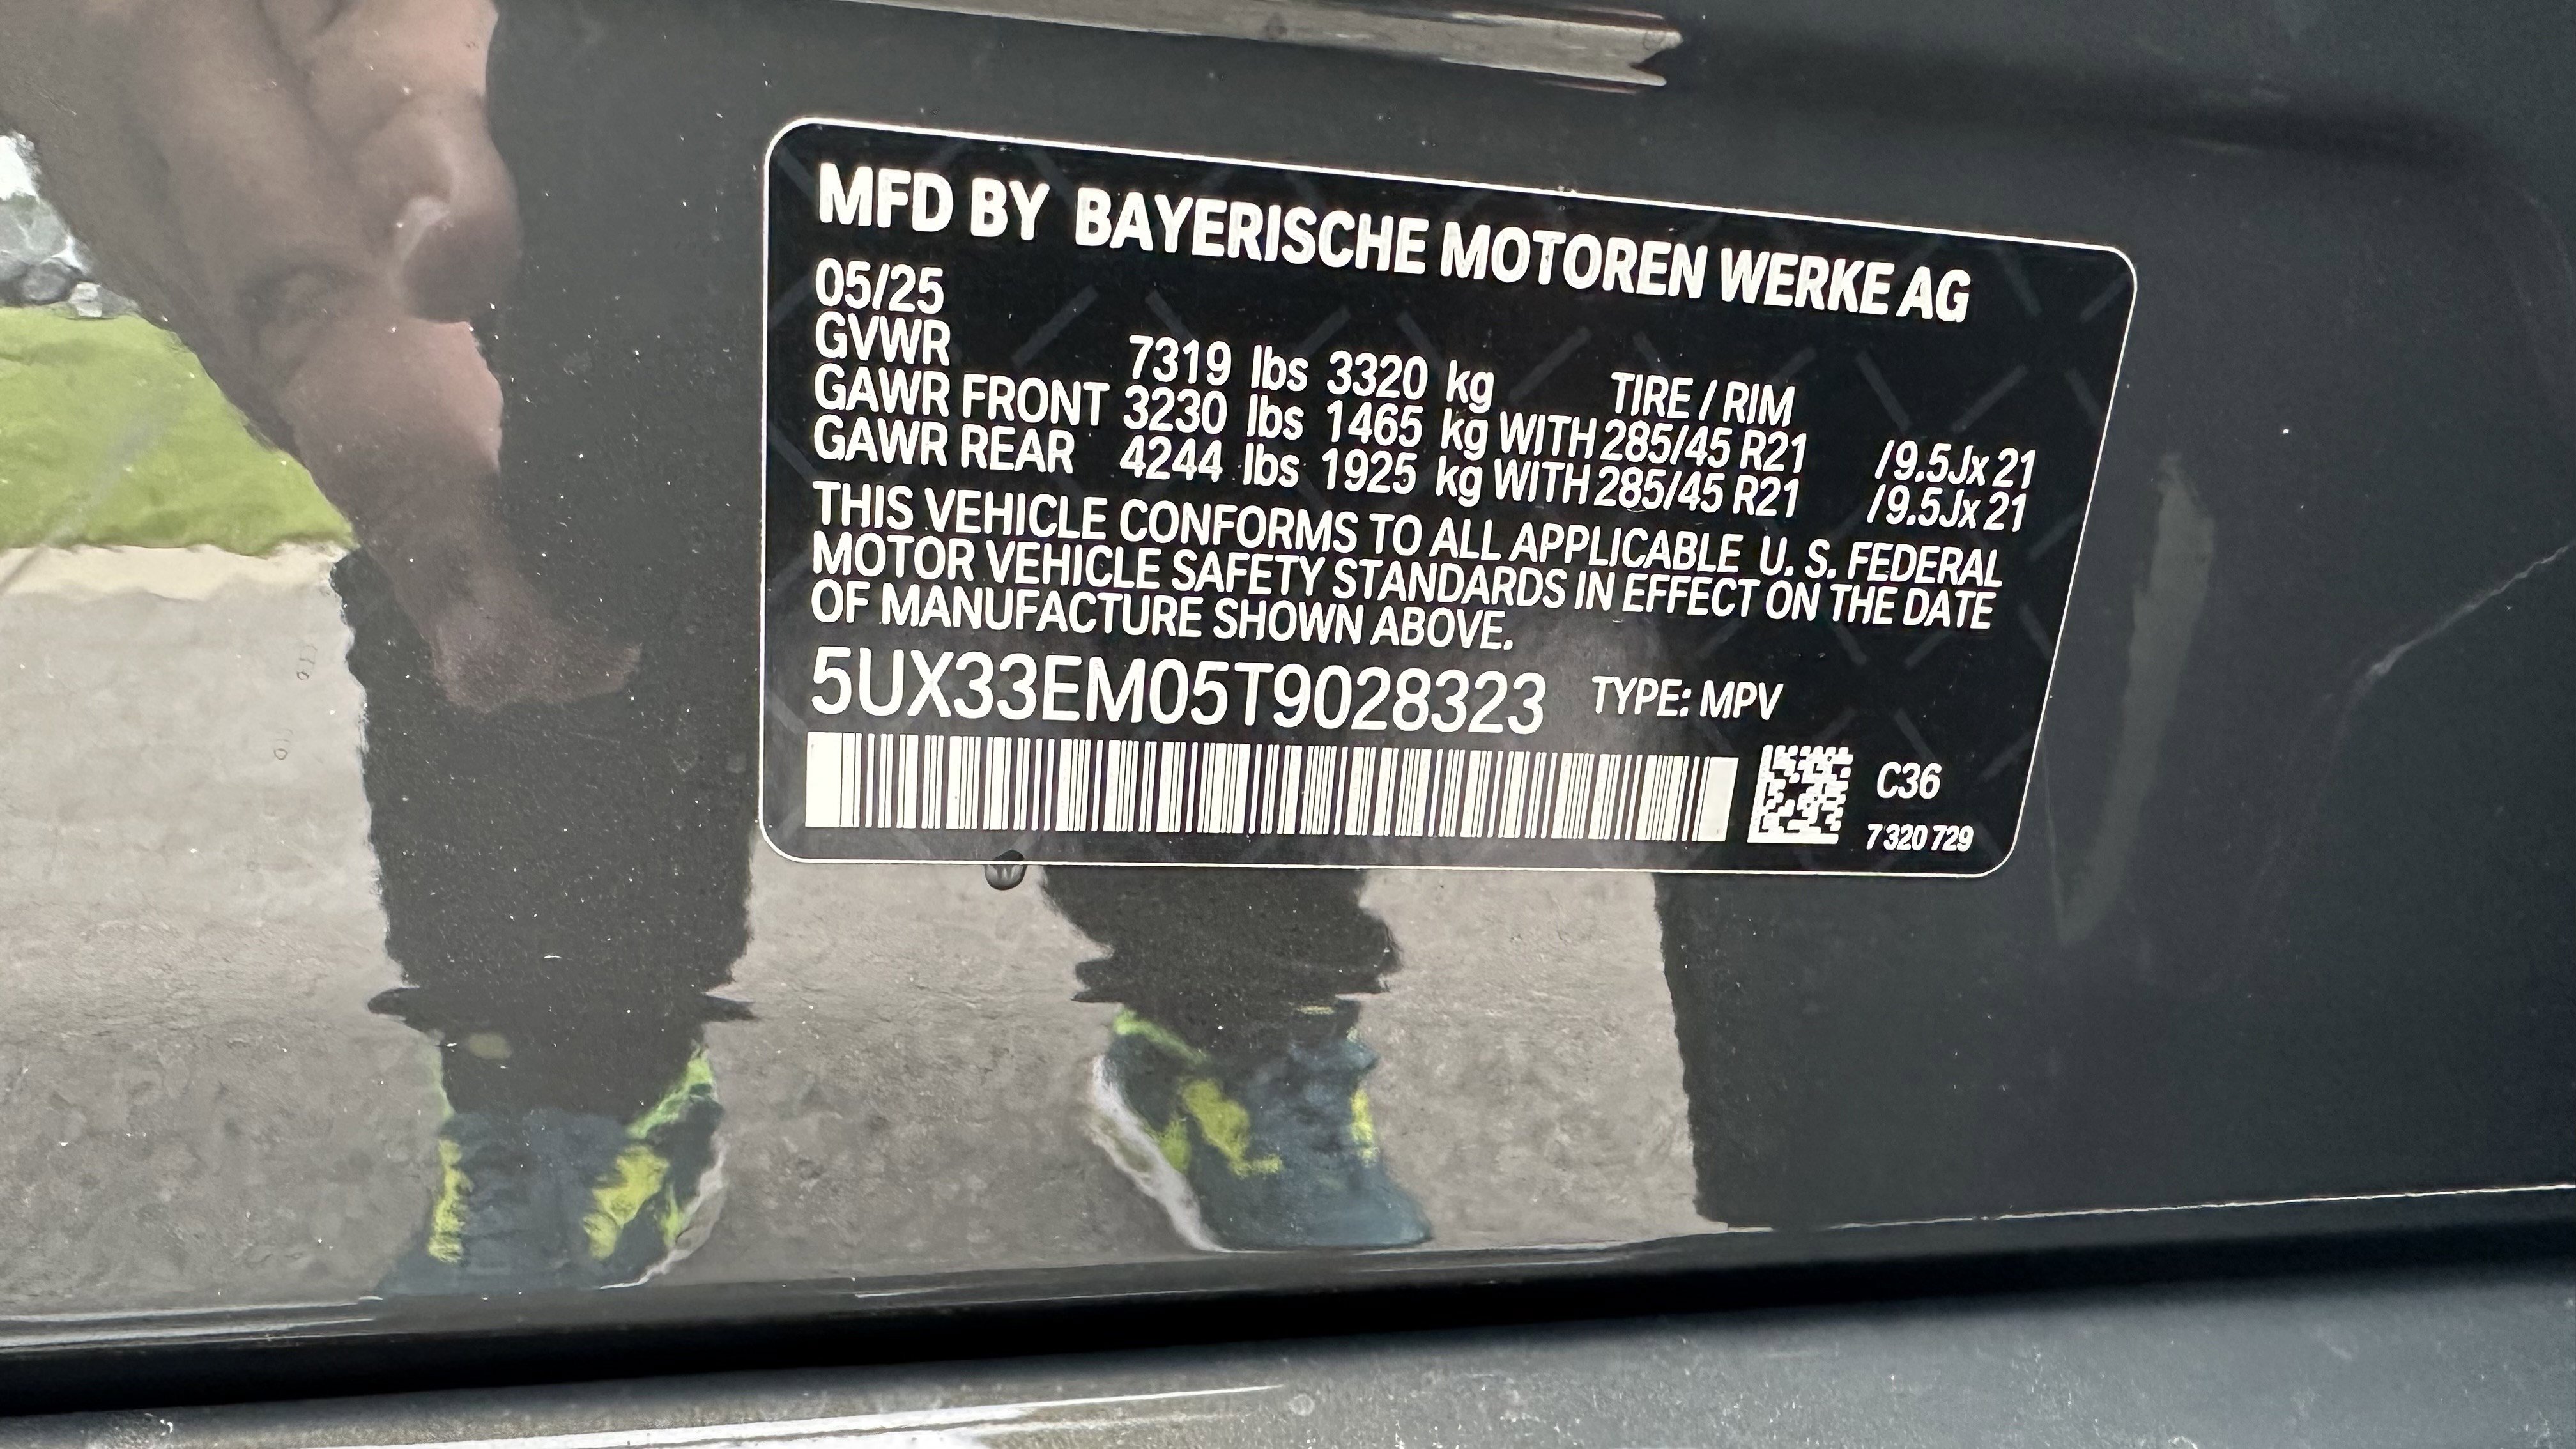 MFD BY BAYERISCHE MOTOREN WERKE AG
05/25
GVWR 7319 lbs 3320 kg TIRE / RIM
GAWR FRONT 3230 lbs 1465 kg WITH 285/45 R21 /9.5Jx21
GAWR REAR 4244 lbs 1925 kg WITH 285/45 R21 /9.5Jx21
THIS VEHICLE CONFORMS TO ALL APPLICABLE U. S. FEDERAL
MOTOR VEHICLE SAFETY STANDARDS IN EFFECT ON THE DATE
OF MANUFACTURE SHOWN ABOVE.
5UX33EM05T9028323 TYPE: MPV
C36
7 320 729